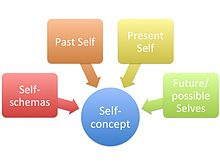 Past Self
Present
Self
Self-
schemas
Future/
possible
Selves
Self-
concept